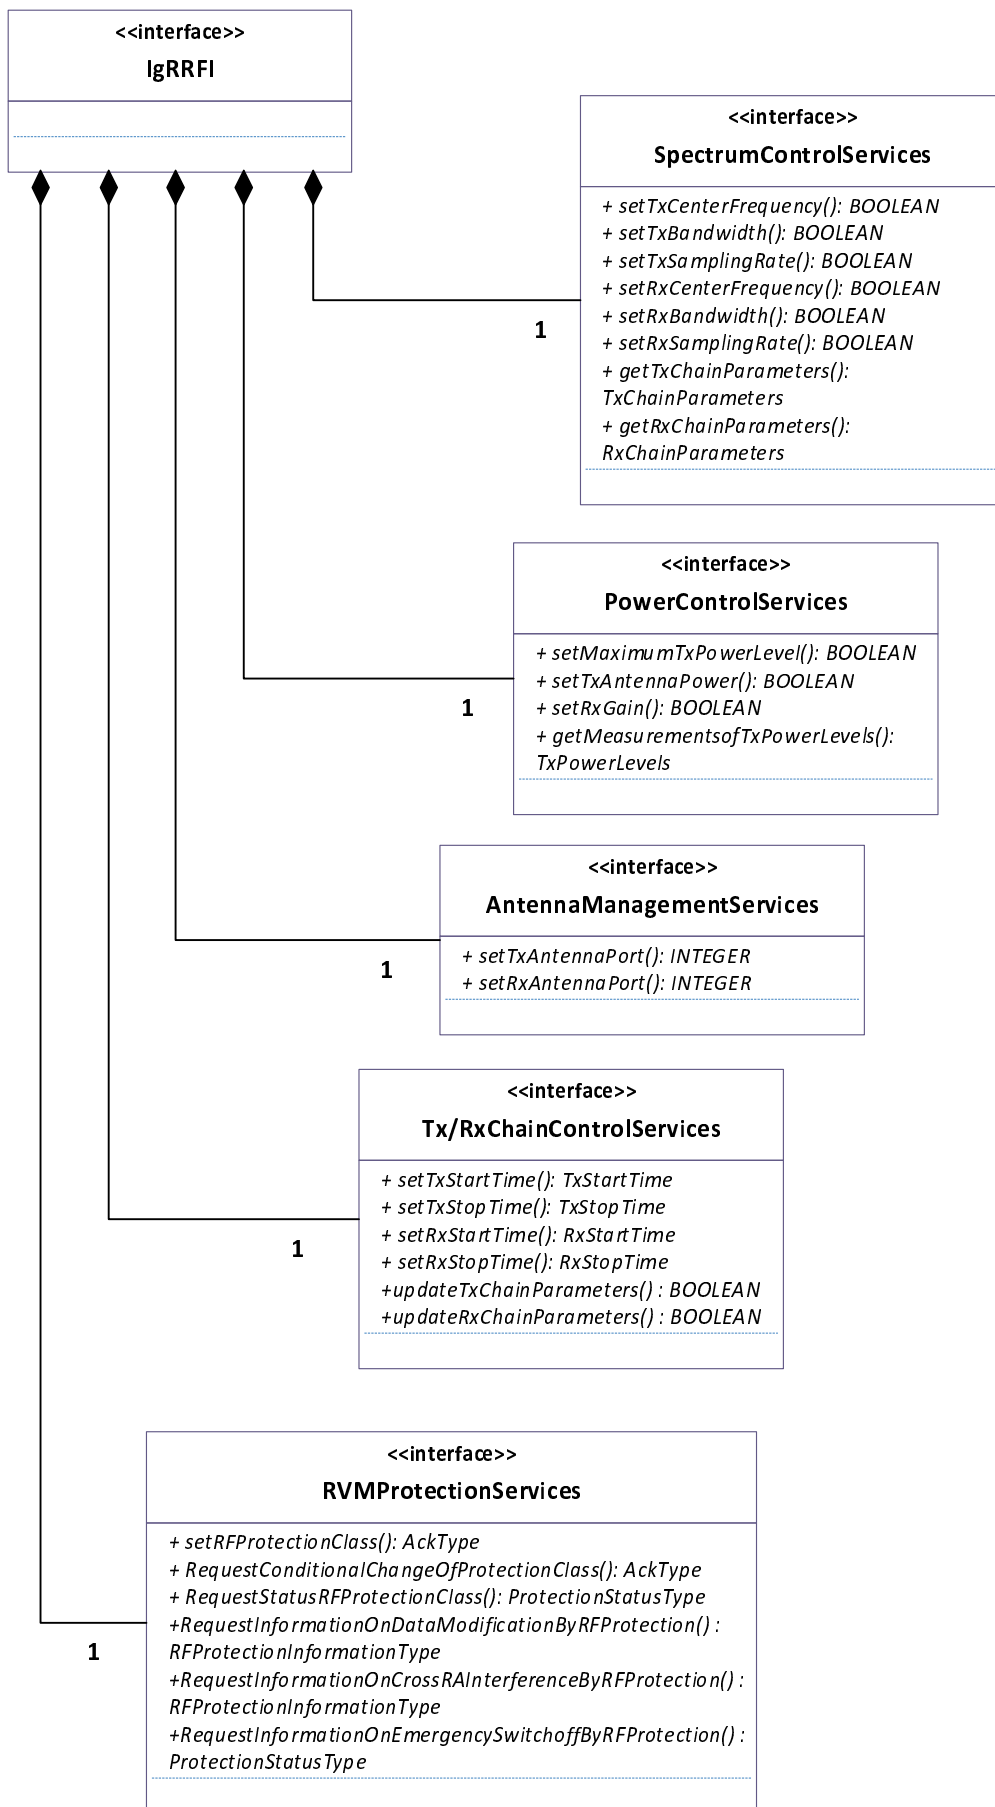 <<interface>>
IgRRFI
<<interface>>
SpectrumControlServices
+ setTxCenterFrequency(): BOOLEAN
+ setTxBandwidth(): BOOLEAN
+ setTxSamplingRate(): BOOLEAN
+ setRxCenterFrequency(): BOOLEAN
+ setRxBandwidth(): BOOLEAN
+ setRxSamplingRate(): BOOLEAN
+ getTxChainParameters():
TxChainParameters
+ getRxChainParameters():
RxChainParameters
1
<<interface>>
PowerControlServices
+ setMaximumTxPowerLevel(): BOOLEAN
+ setTxAntennaPower(): BOOLEAN
+ setRxGain(): BOOLEAN
+ getMeasurementsofTxPowerLevels():
TxPowerLevels
1
<<interface>>
AntennaManagementServices
+ setTxAntennaPort(): INTEGER
+ setRxAntennaPort(): INTEGER
1
<<interface>>
Tx/RxChainControlServices
+ setTxStartTime(): TxStartTime
+ setTxStopTime(): TxStopTime
+ setRxStartTime(): RxStartTime
+ setRxStopTime(): RxStopTime
+updateTxChainParameters() : BOOLEAN
+updateRxChainParameters() : BOOLEAN
1
<<interface>>
RVMProtectionServices
+ setRFProtectionClass(): AckType
+ RequestConditionalChangeOfProtectionClass(): AckType
+ RequestStatusRFProtectionClass(): ProtectionStatusType
+RequestInformationOnDataModificationByRFProtection() :
RFProtectionInformationType
+RequestInformationOnCrossRAInterferenceByRFProtection() :
RFProtectionInformationType
+RequestInformationOnEmergencySwitchoffByRFProtection() :
ProtectionStatusType
1